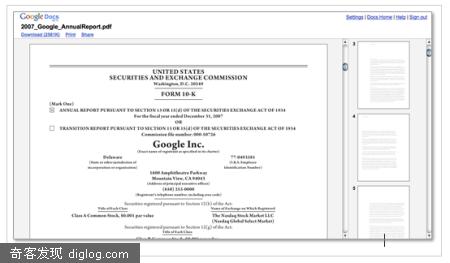 Google Docs
Settings | Docs Home | Help | Sign out
2007_Google_AnnualReport.pdf
Download (2581K) Print Share
UNITED STATES
SECURITIES AND EXCHANGE COMMISSION
Washington, D.C. 20549
FORM 10-K
(Mark One)
ANNUAL REPORT PURSUANT TO SECTION 13 OR 15(d) OF THE SECURITIES EXCHANGE ACT OF 1934
For the fiscal year ended December 31, 2007
OR
TRANSITION REPORT PURSUANT TO SECTION 13 OR 15(d) OF THE SECURITIES EXCHANGE ACT OF 1934
Commission file number: 000-50726
Google Inc.
(Exact name of registrant as specified in its charter)
Delaware
(State or other jurisdiction of
incorporation or organization)
77-0493581
(I.R.S. Employer
Identification Number)
1600 Amphitheatre Parkway
Mountain View, CA 94043
(Address of principal executive offices)
(650) 253-0000
(Registrant's telephone number, including area code)
Securities registered pursuant to Section 12(b) of the Act:
Title of Each Class
Name of Exchange on Which Registered
Class A Common Stock, $0.001 par value
The Nasdaq Stock Market LLC
(Nasdaq Global Select Market)
Securities registered pursuant to Section 12(g) of the Act:
Title of Each Class
3
4
5
奇客发现 diglog.com